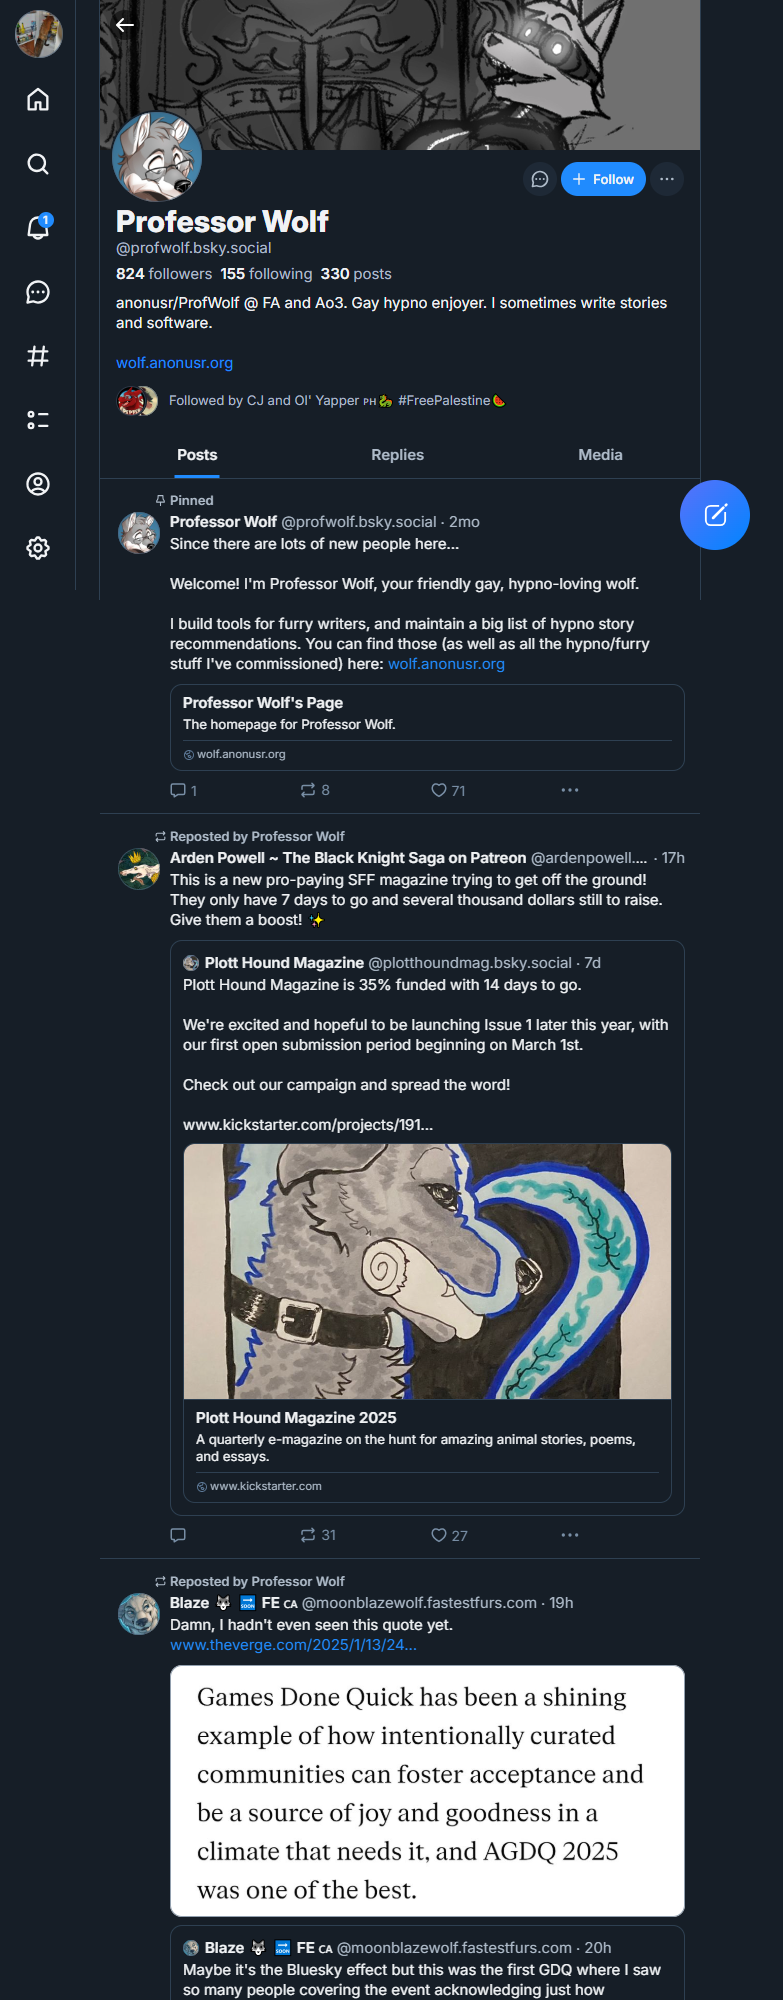 1
Follow
Professor Wolf
@profwolf.bsky.social
824 followers 155 following 330 posts
anonusr/ProfWolf @ FA and Ao3. Gay hypno enjoyer. I sometimes write stories
and software.
wolf.anonusr.org
Followed by CJ and Ol' Yapper ᴘʜ🐉 #FreePalestine🍉
Posts
Replies
Media
Pinned
Professor Wolf @profwolf.bsky.social · 2mo
Since there are lots of new people here...
Welcome! I'm Professor Wolf, your friendly gay, hypno-loving wolf.
I build tools for furry writers, and maintain a big list of hypno story
recommendations. You can find those (as well as all the hypno/furry
stuff I've commissioned) here: wolf.anonusr.org
Professor Wolf's Page
The homepage for Professor Wolf.
wolf.anonusr.org
1 8 71
Reposted by Professor Wolf
Arden Powell ~ The Black Knight Saga on Patreon @ardenpowell.... · 17h
This is a new pro-paying SFF magazine trying to get off the ground!
They only have 7 days to go and several thousand dollars still to raise.
Give them a boost! ✨
Plott Hound Magazine @plotthoundmag.bsky.social · 7d
Plott Hound Magazine is 35% funded with 14 days to go.
We're excited and hopeful to be launching Issue 1 later this year, with
our first open submission period beginning on March 1st.
Check out our campaign and spread the word!
www.kickstarter.com/projects/191...
Plott Hound Magazine 2025
A quarterly e-magazine on the hunt for amazing animal stories, poems,
and essays.
www.kickstarter.com
31 27
Reposted by Professor Wolf
Blaze 🐺 🔜 FE ᴄᴀ @moonblazewolf.fastestfurs.com · 19h
Damn, I hadn't even seen this quote yet.
www.theverge.com/2025/1/13/24...
Games Done Quick has been a shining
example of how intentionally curated
communities can foster acceptance and
be a source of joy and goodness in a
climate that needs it, and AGDQ 2025
was one of the best.
Blaze 🐺 🔜 FE ᴄᴀ @moonblazewolf.fastestfurs.com · 20h
Maybe it's the Bluesky effect but this was the first GDQ where I saw
so many people covering the event acknowledging just how